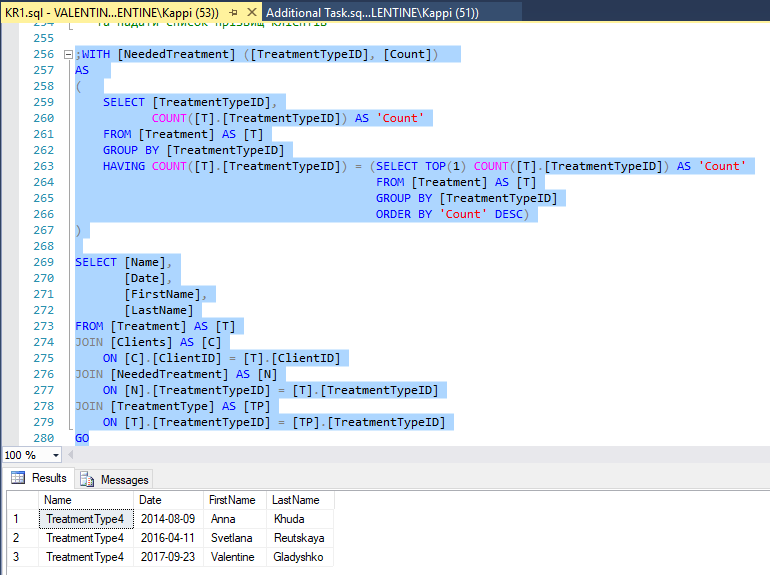 KR1.sql - VALENTIN...ENTINE\Kappi (53)) Additional Task.sq...LENTINE\Kappi (51))
254 та надати список прізвищ клієнтів
255
256 ;WITH [NeededTreatment] ([TreatmentTypeID], [Count])
257 AS
258 (
259 SELECT [TreatmentTypeID],
260 COUNT([T].[TreatmentTypeID]) AS 'Count'
261 FROM [Treatment] AS [T]
262 GROUP BY [TreatmentTypeID]
263 HAVING COUNT([T].[TreatmentTypeID]) = (SELECT TOP(1) COUNT([T].[TreatmentTypeID]) AS 'Count'
264 FROM [Treatment] AS [T]
265 GROUP BY [TreatmentTypeID]
266 ORDER BY 'Count' DESC)
267 )
268
269 SELECT [Name],
270 [Date],
271 [FirstName],
272 [LastName]
273 FROM [Treatment] AS [T]
274 JOIN [Clients] AS [C]
275 ON [C].[ClientID] = [T].[ClientID]
276 JOIN [NeededTreatment] AS [N]
277 ON [N].[TreatmentTypeID] = [T].[TreatmentTypeID]
278 JOIN [TreatmentType] AS [TP]
279 ON [T].[TreatmentTypeID] = [TP].[TreatmentTypeID]
280 GO
100 %
Results Messages
Name Date FirstName LastName
1 TreatmentType4 2014-08-09 Anna Khuda
2 TreatmentType4 2016-04-11 Svetlana Reutskaya
3 TreatmentType4 2017-09-23 Valentine Gladyshko